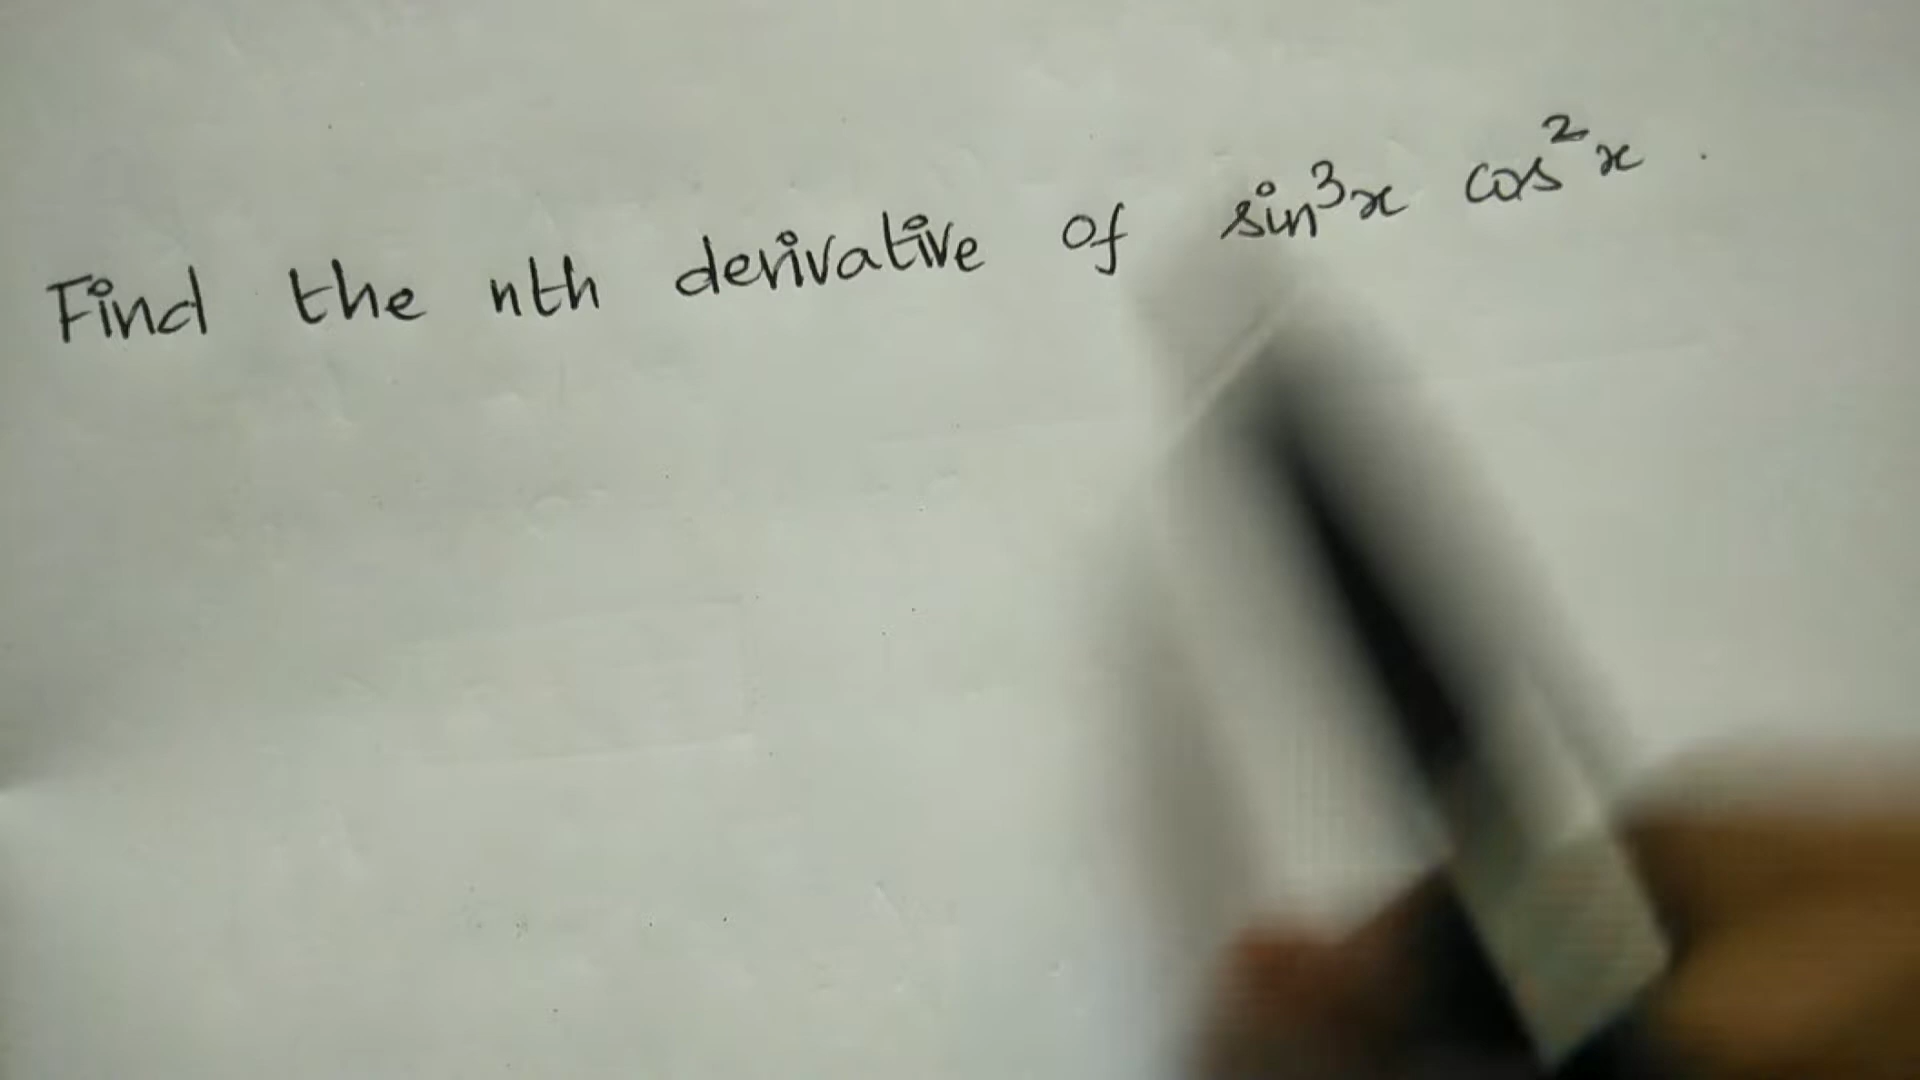 Find the nth derivative of sin³x cos²x.